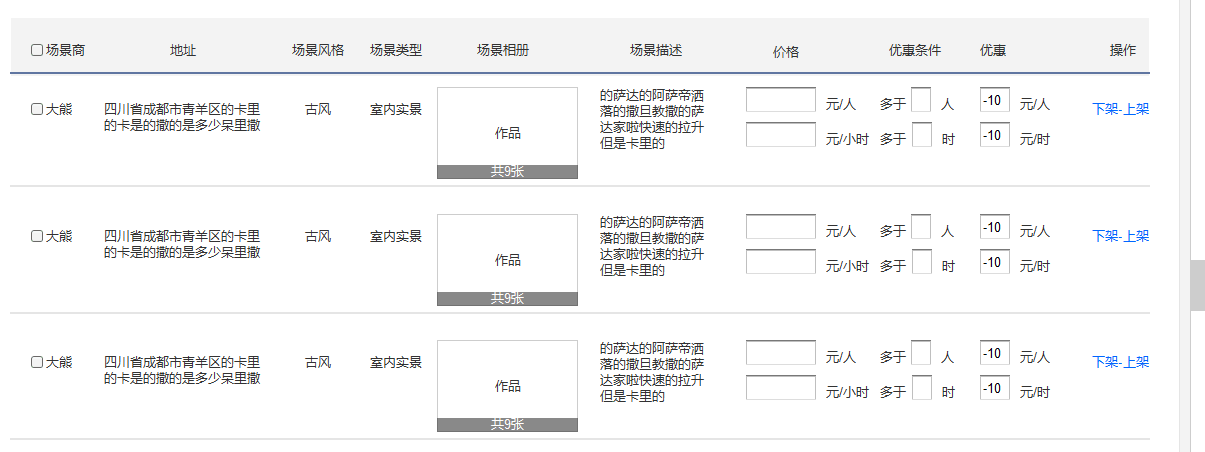 场景商 地址 场景风格 场景类型 场景相册 场景描述 价格 优惠条件 优惠 操作
大熊
四川省成都市青羊区的卡里
的卡是的撒的是多少呆里撒
古风
室内实景
作品
共9张
的萨达的阿萨帝洒
落的撒旦教撒的萨
达家啦快速的拉升
但是卡里的
元/人 多于 人 -10 元/人
元/小时 多于 时 -10 元/时
下架-上架
大熊
四川省成都市青羊区的卡里
的卡是的撒的是多少呆里撒
古风
室内实景
作品
共9张
的萨达的阿萨帝洒
落的撒旦教撒的萨
达家啦快速的拉升
但是卡里的
元/人 多于 人 -10 元/人
元/小时 多于 时 -10 元/时
下架-上架
大熊
四川省成都市青羊区的卡里
的卡是的撒的是多少呆里撒
古风
室内实景
作品
共9张
的萨达的阿萨帝洒
落的撒旦教撒的萨
达家啦快速的拉升
但是卡里的
元/人 多于 人 -10 元/人
元/小时 多于 时 -10 元/时
下架-上架